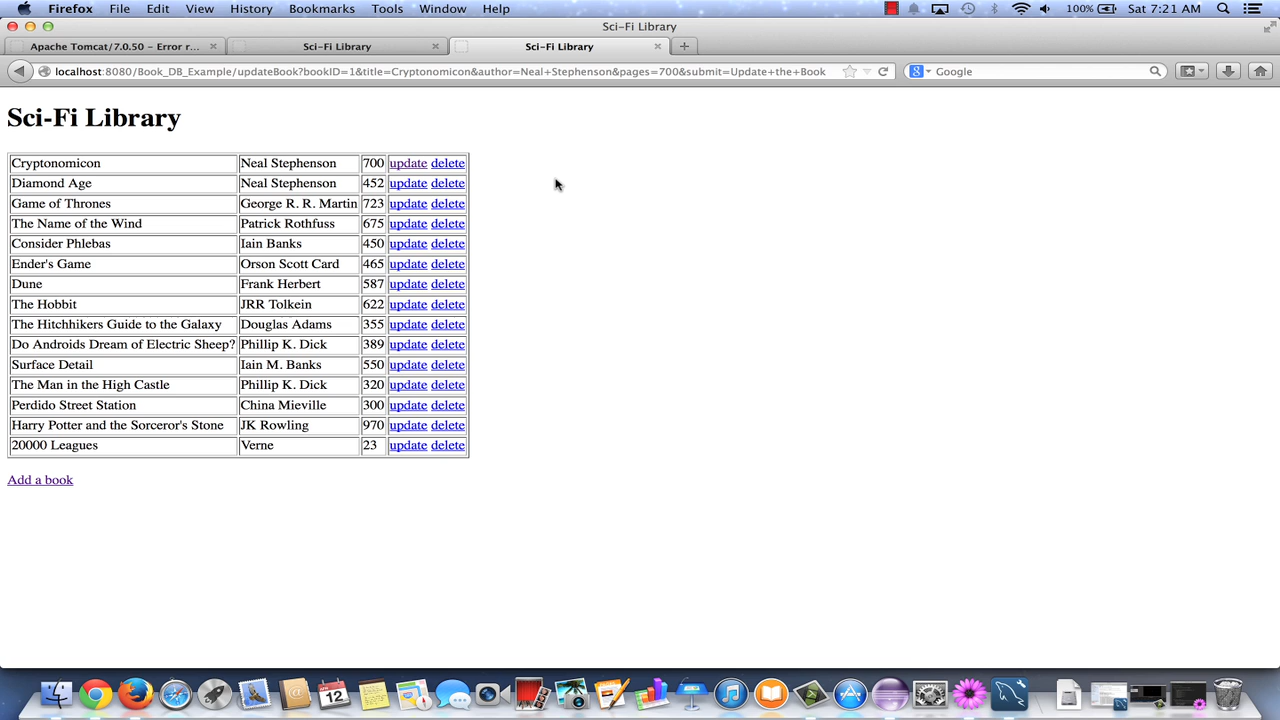 Firefox File Edit View History Bookmarks Tools Window Help 100% Sat 7:21 AM
Sci-Fi Library
Apache Tomcat/7.0.50 - Error r... Sci-Fi Library Sci-Fi Library
localhost:8080/Book_DB_Example/updateBook?bookID=1&title=Cryptonomicon&author=Neal+Stephenson&pages=700&submit=Update+the+Book Google
Sci-Fi Library
Cryptonomicon Neal Stephenson 700 update delete
Diamond Age Neal Stephenson 452 update delete
Game of Thrones George R. R. Martin 723 update delete
The Name of the Wind Patrick Rothfuss 675 update delete
Consider Phlebas Iain Banks 450 update delete
Ender's Game Orson Scott Card 465 update delete
Dune Frank Herbert 587 update delete
The Hobbit JRR Tolkein 622 update delete
The Hitchhikers Guide to the Galaxy Douglas Adams 355 update delete
Do Androids Dream of Electric Sheep? Phillip K. Dick 389 update delete
Surface Detail Iain M. Banks 550 update delete
The Man in the High Castle Phillip K. Dick 320 update delete
Perdido Street Station China Mieville 300 update delete
Harry Potter and the Sorceror's Stone JK Rowling 970 update delete
20000 Leagues Verne 23 update delete
Add a book
12